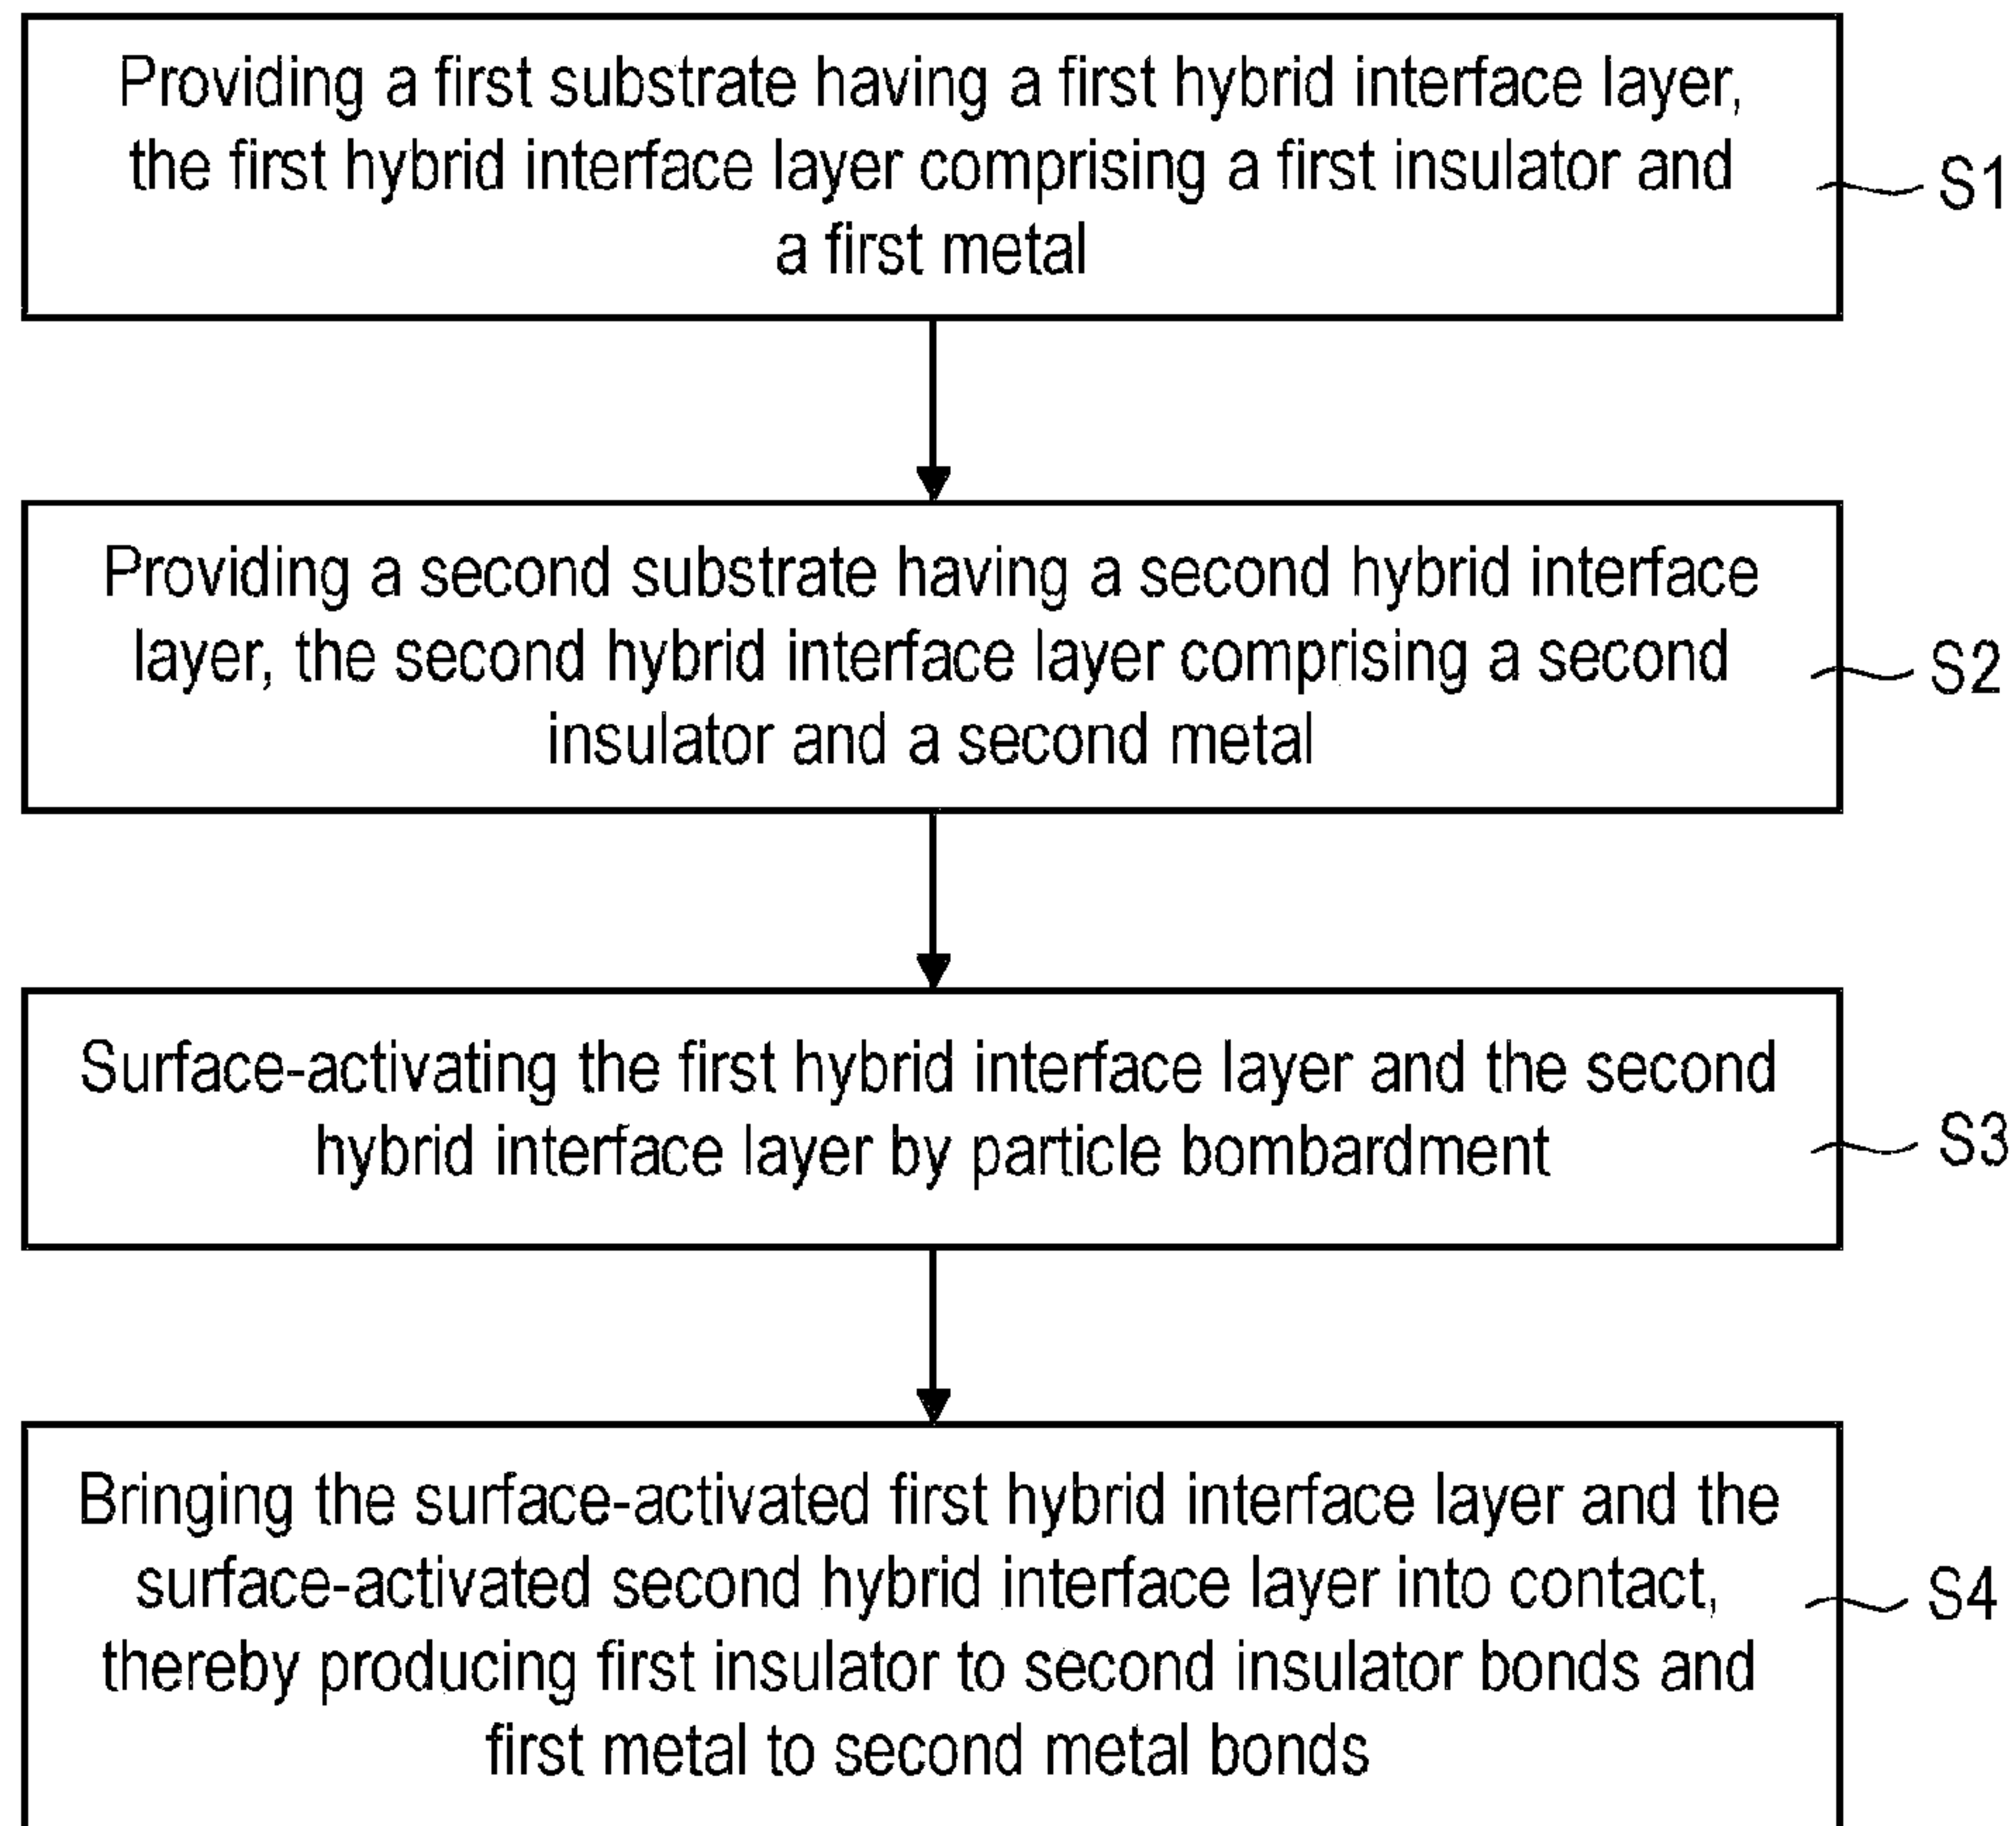 Providing a first substrate having a first hybrid interface layer,
the first hybrid interface layer comprising a first insulator and
a first metal
S1
Providing a second substrate having a second hybrid interface
layer, the second hybrid interface layer comprising a second
insulator and a second metal
S2
Surface-activating the first hybrid interface layer and the second
hybrid interface layer by particle bombardment
S3
Bringing the surface-activated first hybrid interface layer and the
surface-activated second hybrid interface layer into contact,
thereby producing first insulator to second insulator bonds and
first metal to second metal bonds
S4